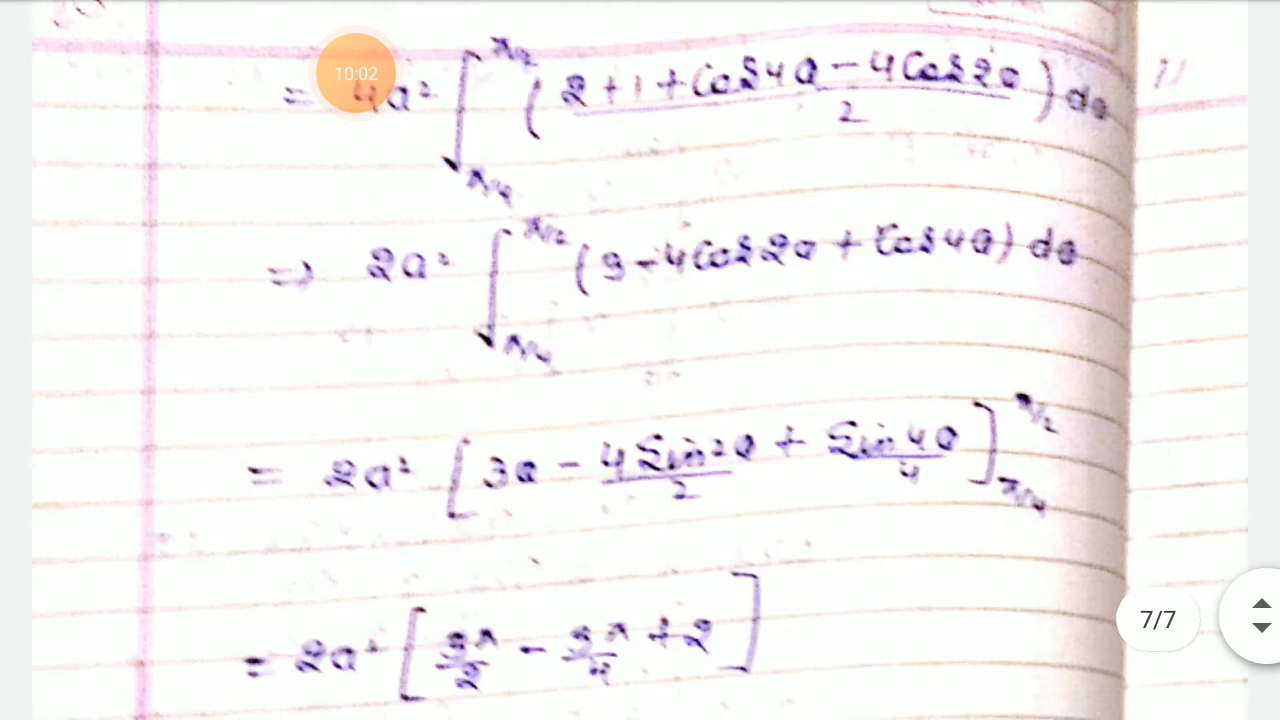 10:02
= 4a² ∫_{π/4}^{π/2} (2+1+Cos4θ-4Cos2θ / 2) dθ
=> 2a² ∫_{π/4}^{π/2} (3-4Cos2θ+Cos4θ) dθ
= 2a² [3θ - 4Sin2θ/2 + Sin4θ/4]_{π/4}^{π/2}
= 2a² [3π/2 - 3π/4 + 2]
7/7